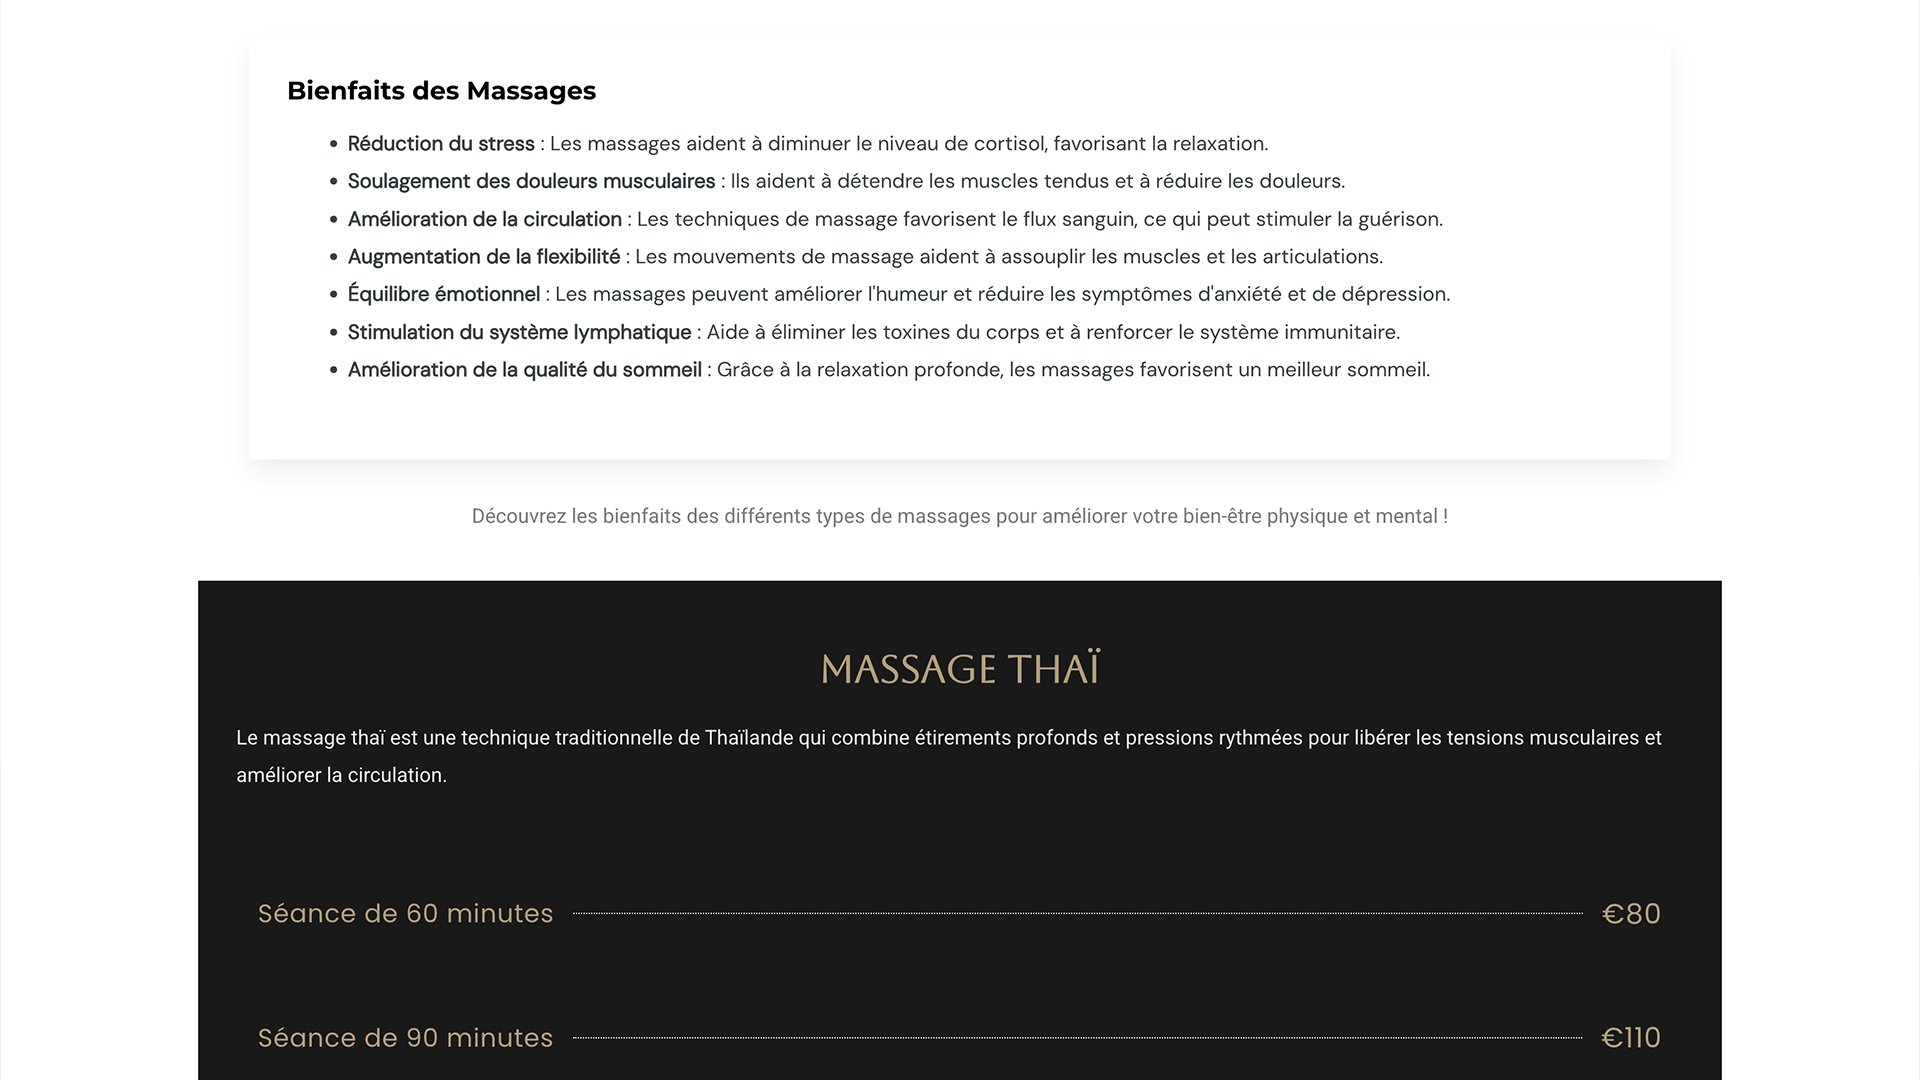 Bienfaits des Massages
• Réduction du stress : Les massages aident à diminuer le niveau de cortisol, favorisant la relaxation.
• Soulagement des douleurs musculaires : Ils aident à détendre les muscles tendus et à réduire les douleurs.
• Amélioration de la circulation : Les techniques de massage favorisent le flux sanguin, ce qui peut stimuler la guérison.
• Augmentation de la flexibilité : Les mouvements de massage aident à assouplir les muscles et les articulations.
• Équilibre émotionnel : Les massages peuvent améliorer l'humeur et réduire les symptômes d'anxiété et de dépression.
• Stimulation du système lymphatique : Aide à éliminer les toxines du corps et à renforcer le système immunitaire.
• Amélioration de la qualité du sommeil : Grâce à la relaxation profonde, les massages favorisent un meilleur sommeil.
Découvrez les bienfaits des différents types de massages pour améliorer votre bien-être physique et mental !
MASSAGE THAÏ
Le massage thaï est une technique traditionnelle de Thaïlande qui combine étirements profonds et pressions rythmées pour libérer les tensions musculaires et
améliorer la circulation.
Séance de 60 minutes €80
Séance de 90 minutes €110